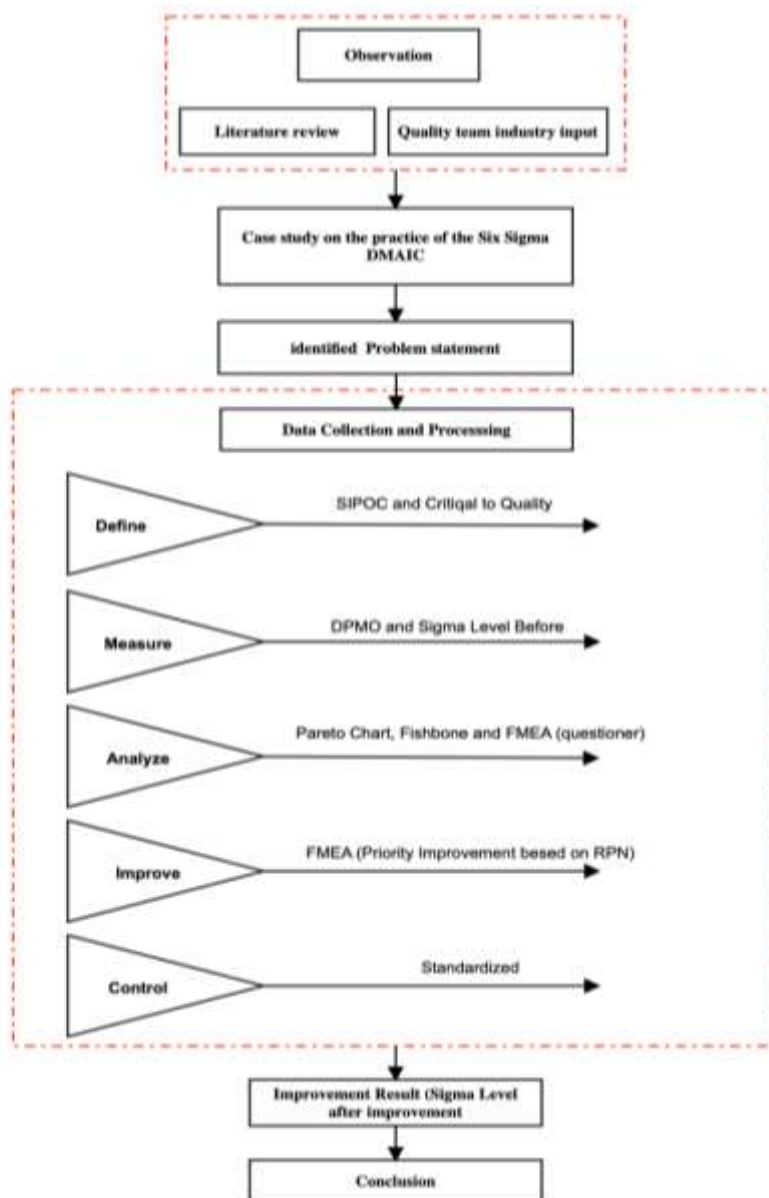 Observation
Literature review
Quality team industry input
Case study on the practice of the Six Sigma
DMAIC
identified Problem statement
Data Collection and Processsing
SIPOC and Critiqal to Quality
Define
DPMO and Sigma Level Before
Measure
Pareto Chart, Fishbone and FMEA (questioner)
Analyze
FMEA (Priority Improvement besed on RPN)
Improve
Standardized
Control
Improvement Result (Sigma Level
after improvement
Conclusion